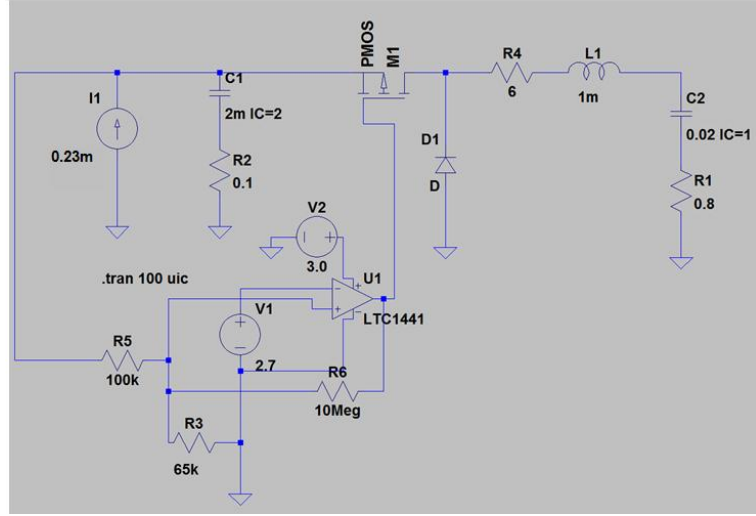 PMOS
M1
R4
6
L1
1m
C1
2m IC=2
I1
0.23m
R2
0.1
D1
D
C2
0.02 IC=1
R1
0.8
V2
3.0
.tran 100 uic
U1
LTC1441
V1
2.7
R5
100k
R6
10Meg
R3
65k